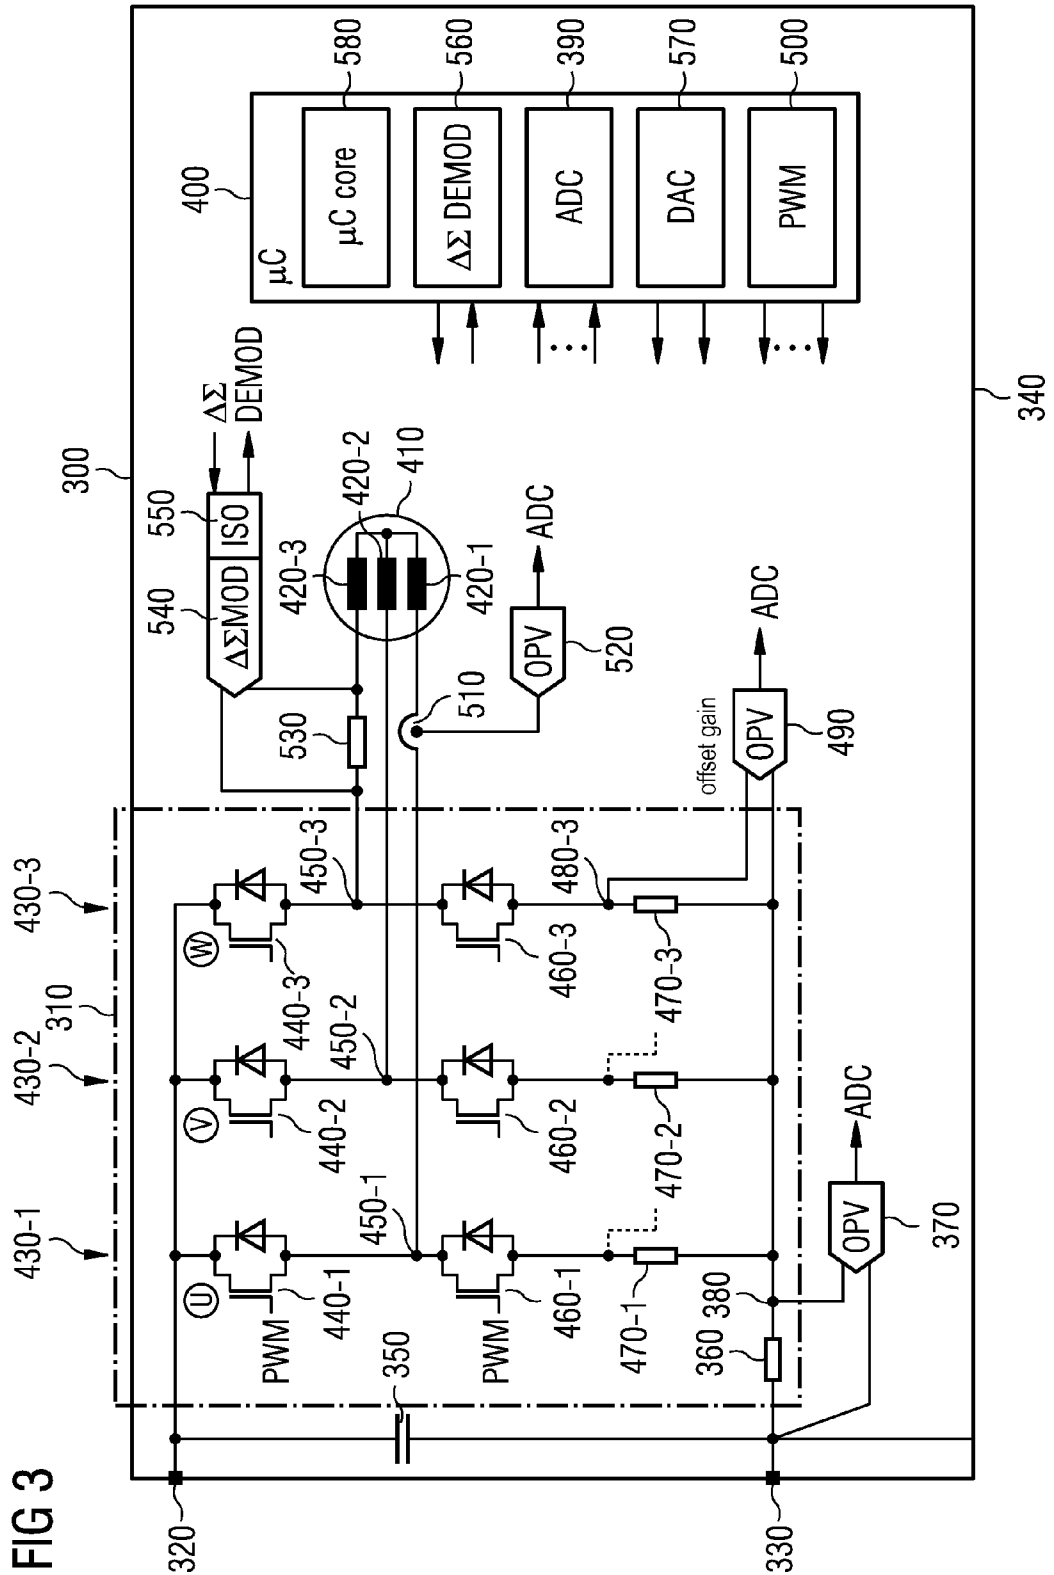 FIG 3
300
340
320
330
310
430-1
430-2
430-3
U
V
W
PWM
440-1
440-2
440-3
350
450-1
450-2
450-3
PWM
460-1
460-2
460-3
470-1
470-2
470-3
480-3
360
380
OPV
370
ADC
offset gain
OPV
490
ADC
510
OPV
520
ADC
530
ΔΣMOD
540
ISO
550
ΔΣ
DEMOD
420-3
420-2
420-1
410
400
μC
μC core
580
ΔΣ DEMOD
560
ADC
390
DAC
570
PWM
500